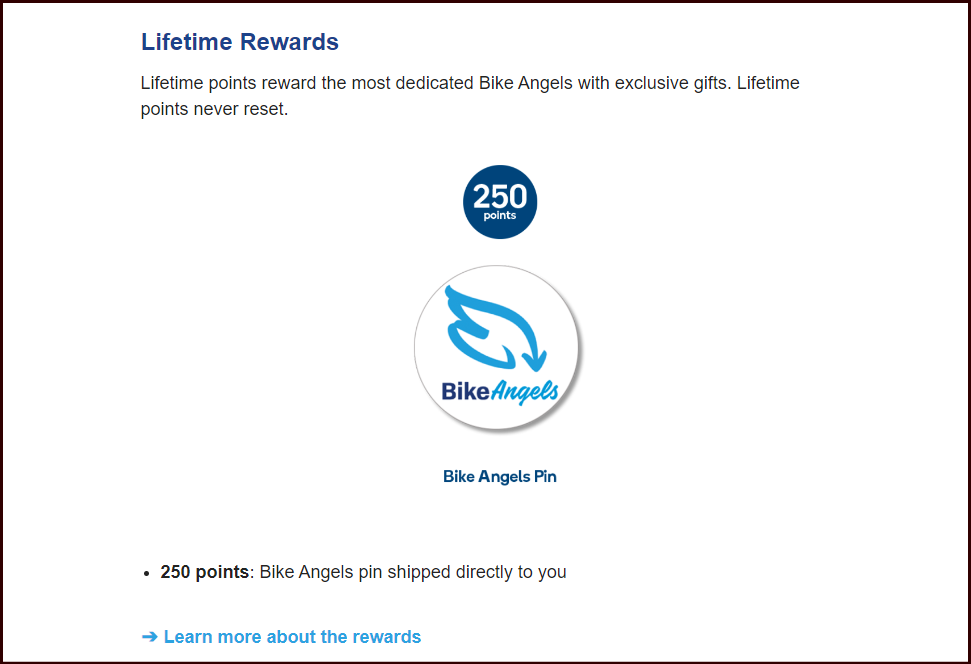 Lifetime Rewards
Lifetime points reward the most dedicated Bike Angels with exclusive gifts. Lifetime
points never reset.
250
points
BikeAngels
Bike Angels Pin
• 250 points: Bike Angels pin shipped directly to you
➔ Learn more about the rewards